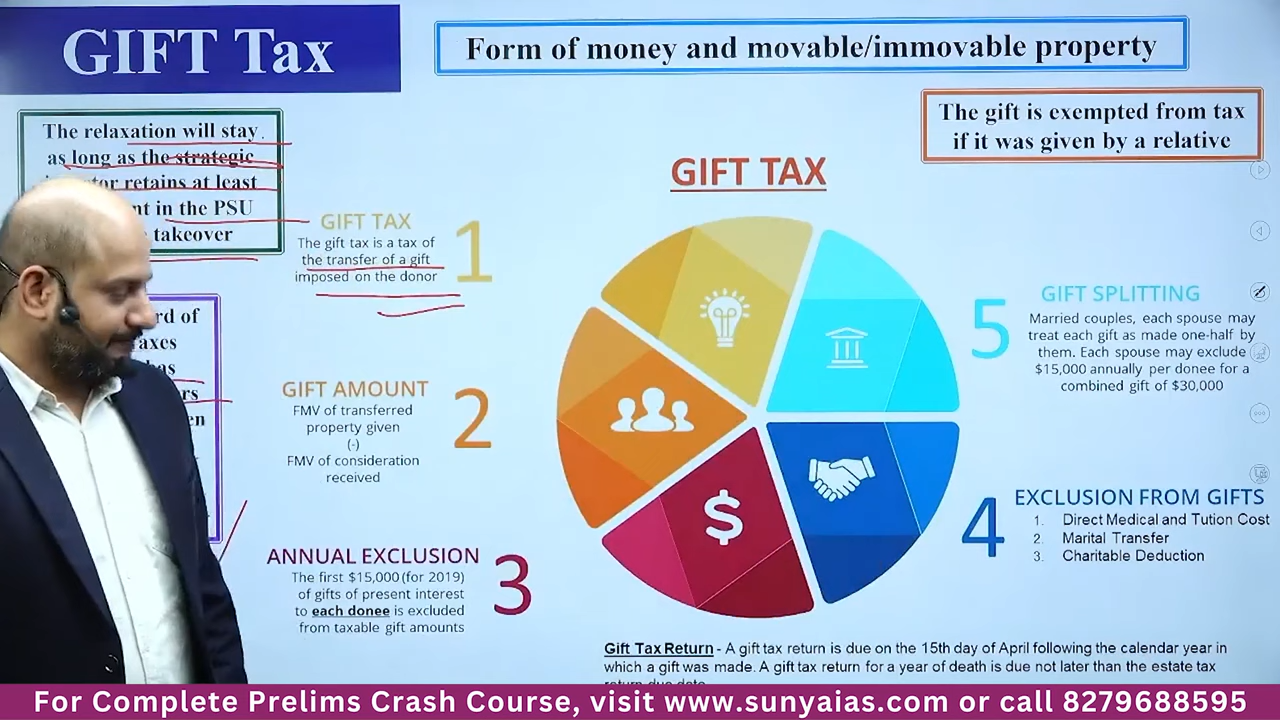 GIFT Tax
Form of money and movable/immovable property
The relaxation will stay
as long as the strategic
retains at least
in the PSU
takeover
The gift is exempted from tax
if it was given by a relative
GIFT TAX
GIFT TAX
The gift tax is a tax of
the transfer of a gift
imposed on the donor
1
GIFT AMOUNT
FMV of transferred
property given
(-)
FMV of consideration
received
2
ANNUAL EXCLUSION
The first $15,000 (for 2019)
of gifts of present interest
to each donee is excluded
from taxable gift amounts
3
$
5
GIFT SPLITTING
Married couples, each spouse may
treat each gift as made one-half by
them. Each spouse may exclude
$15,000 annually per donee for a
combined gift of $30,000
4
EXCLUSION FROM GIFTS
1. Direct Medical and Tution Cost
2. Marital Transfer
3. Charitable Deduction
Gift Tax Return - A gift tax return is due on the 15th day of April following the calendar year in
which a gift was made. A gift tax return for a year of death is due not later than the estate tax
return due date
For Complete Prelims Crash Course, visit www.sunyaias.com or call 8279688595